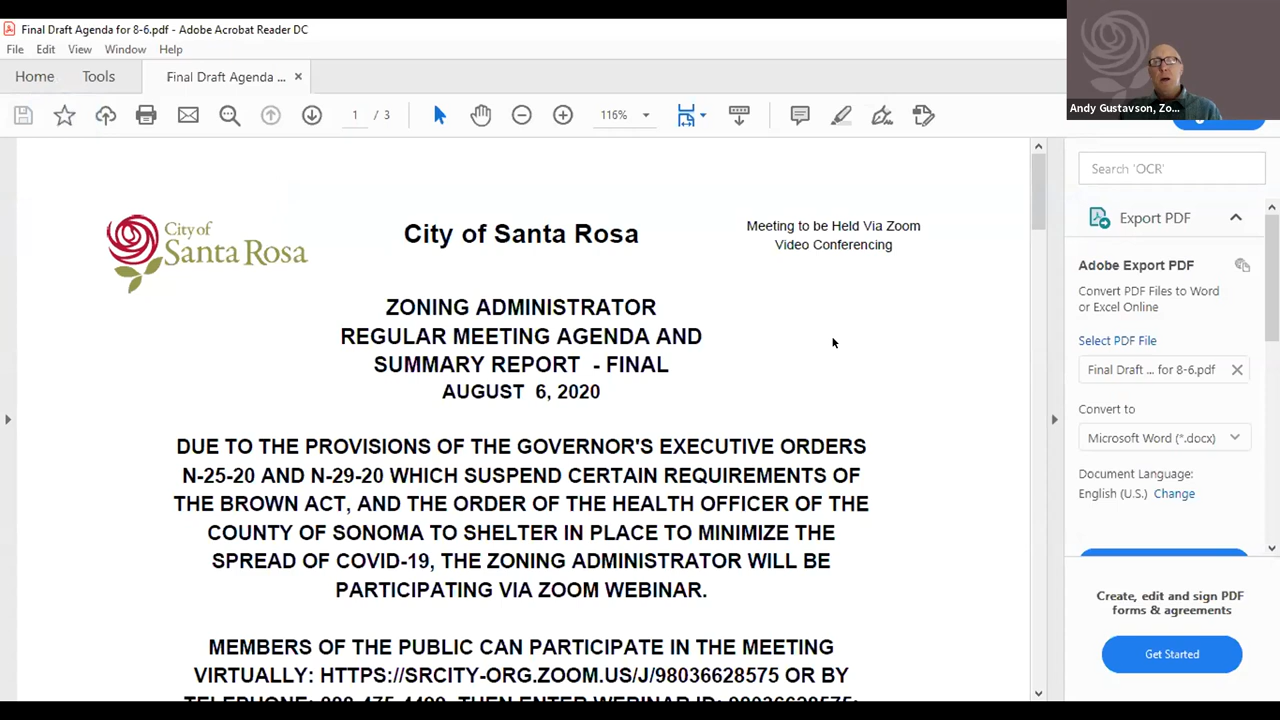 Final Draft Agenda for 8-6.pdf - Adobe Acrobat Reader DC
File Edit View Window Help
Home Tools Final Draft Agenda ... ×
1 / 3 116%
Andy Gustavson, Zo...
Search 'OCR'
Export PDF
Adobe Export PDF
Convert PDF Files to Word
or Excel Online
Select PDF File
Final Draft ... for 8-6.pdf
Convert to
Microsoft Word (*.docx)
Document Language:
English (U.S.) Change
Create, edit and sign PDF
forms & agreements
Get Started
City of
Santa Rosa
City of Santa Rosa
Meeting to be Held Via Zoom
Video Conferencing
ZONING ADMINISTRATOR
REGULAR MEETING AGENDA AND
SUMMARY REPORT - FINAL
AUGUST 6, 2020
DUE TO THE PROVISIONS OF THE GOVERNOR'S EXECUTIVE ORDERS
N-25-20 AND N-29-20 WHICH SUSPEND CERTAIN REQUIREMENTS OF
THE BROWN ACT, AND THE ORDER OF THE HEALTH OFFICER OF THE
COUNTY OF SONOMA TO SHELTER IN PLACE TO MINIMIZE THE
SPREAD OF COVID-19, THE ZONING ADMINISTRATOR WILL BE
PARTICIPATING VIA ZOOM WEBINAR.
MEMBERS OF THE PUBLIC CAN PARTICIPATE IN THE MEETING
VIRTUALLY: HTTPS://SRCITY-ORG.ZOOM.US/J/98036628575 OR BY